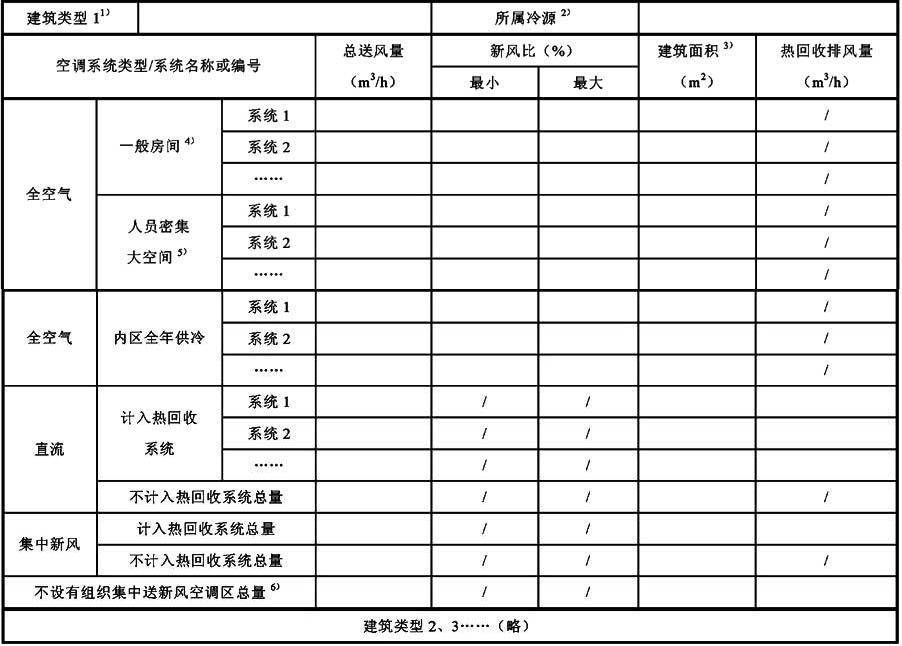 建筑类型1¹⁾ 所属冷源²⁾
空调系统类型/系统名称或编号 总送风量 (m³/h) 新风比(%) 建筑面积³⁾ (m²) 热回收排风量 (m³/h)
最小 最大
全空气 一般房间⁴⁾ 系统1 /
系统2 /
…… /
人员密集大空间⁵⁾ 系统1 /
系统2 /
…… /
全空气 内区全年供冷 系统1 /
系统2 /
…… /
直流 计入热回收系统 系统1 / /
系统2 / /
…… / /
不计入热回收系统总量 / / /
集中新风 计入热回收系统总量 / /
不计入热回收系统总量 / / /
不设有组织集中送新风空调区总量⁶⁾ / /
建筑类型2、3……(略)